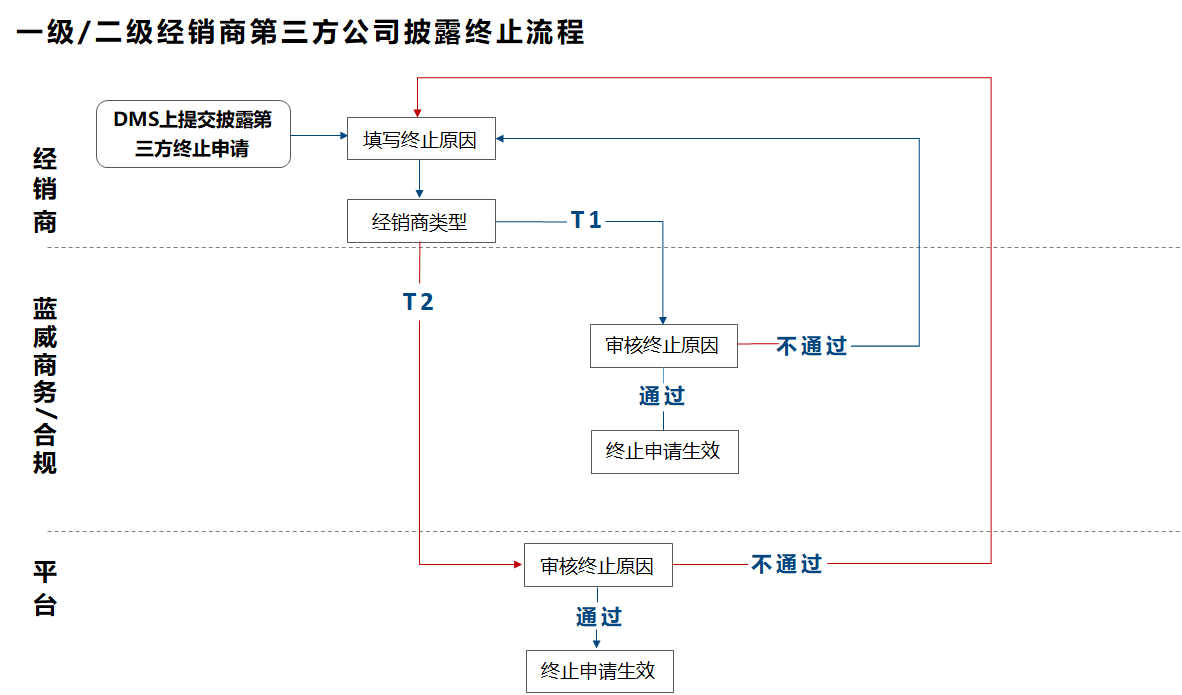 一级/二级经销商第三方公司披露终止流程
DMS上提交披露第
三方终止申请
填写终止原因
经销商
经销商类型
T1
T2
蓝威商务/合规
审核终止原因
不通过
通过
终止申请生效
平台
审核终止原因
不通过
通过
终止申请生效